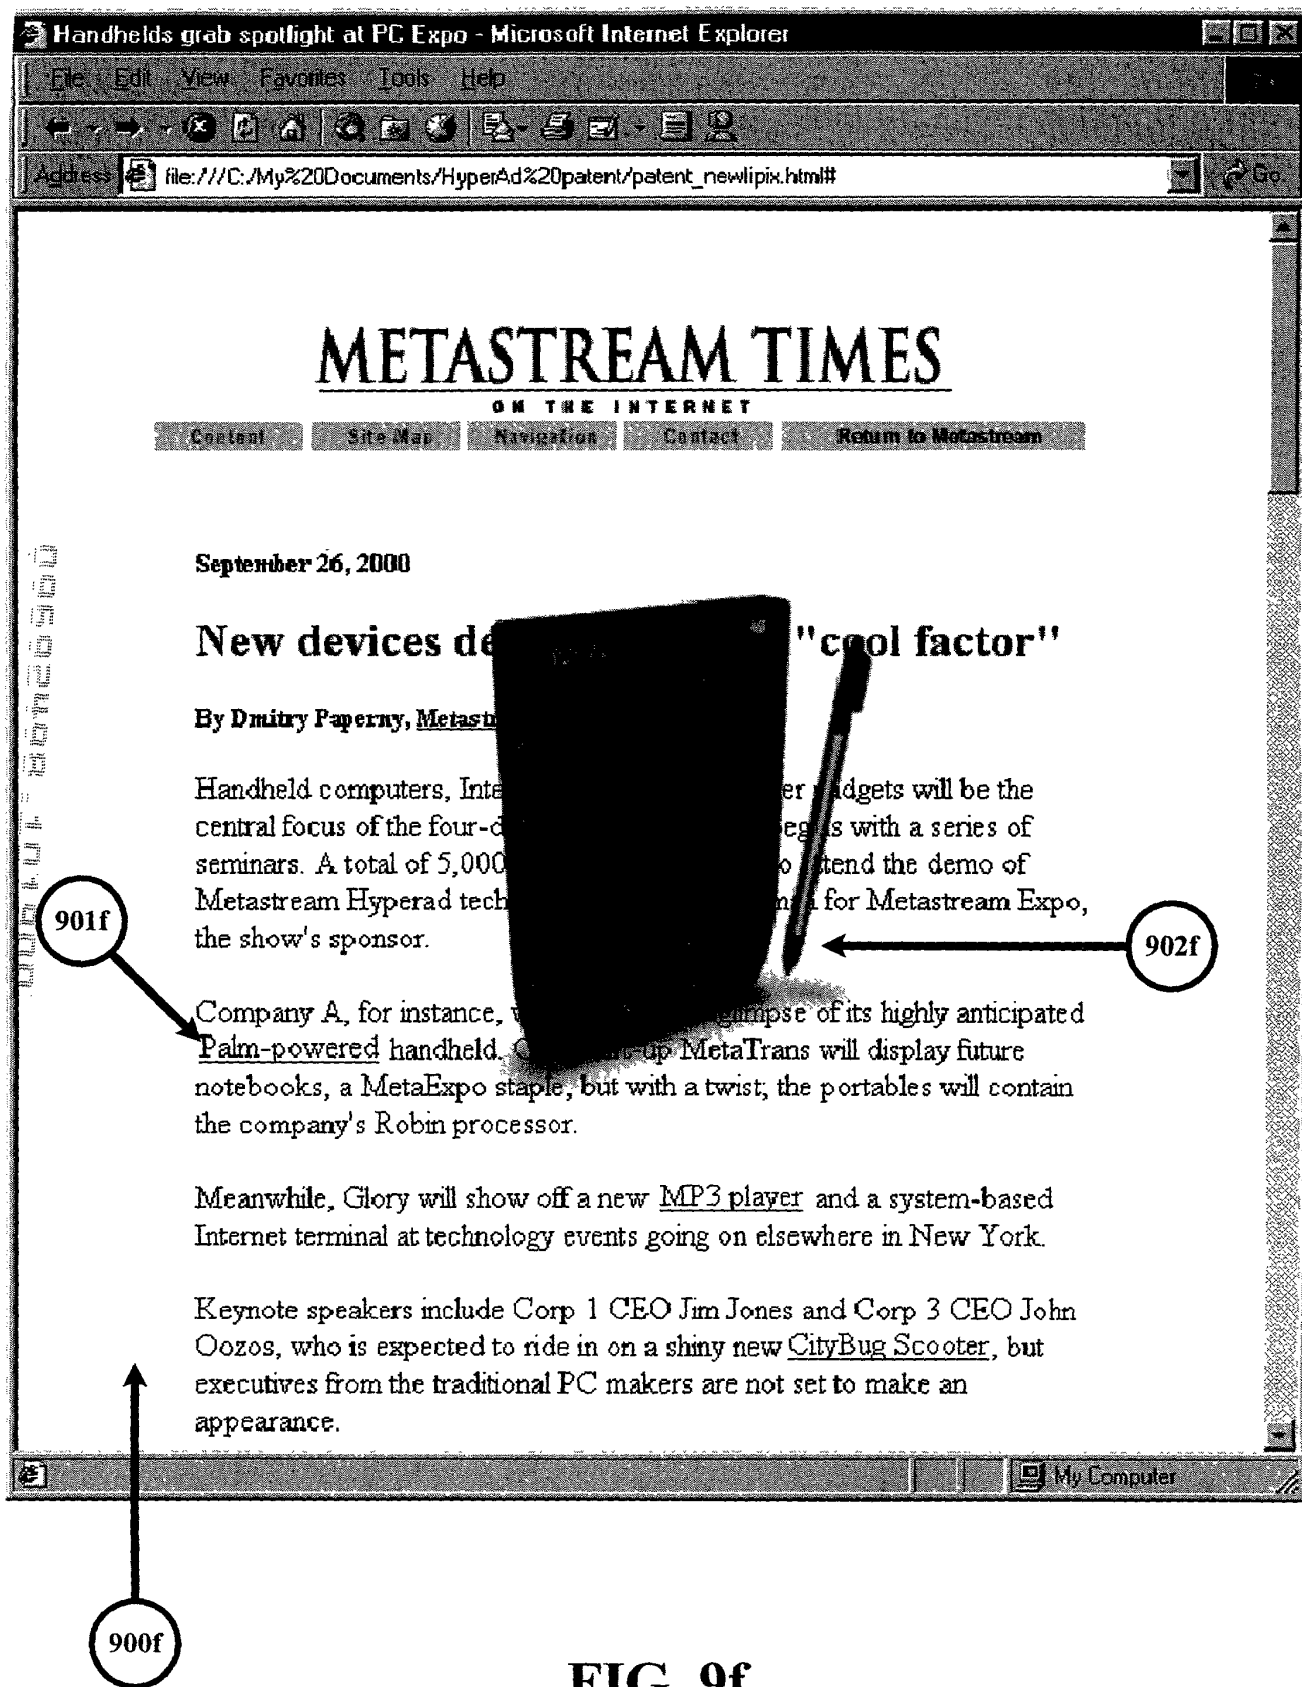 Handhelds grab spotlight at PC Expo - Microsoft Internet Explorer
File Edit View Favorites Tools Help
Address file:///C:/My%20Documents/HyperAd%20patent/patent_newlipix.html# Go
METASTREAM TIMES
ON THE INTERNET
Content Site Map Navigation Contact Return to Metastream
September 26, 2000
New devices "cool factor"
By Dmitry Paperny,
Handheld computers, will be the
central focus of the with a series of
seminars. A total of 5,000 the demo of
Metastream Hyperad for Metastream Expo,
the show's sponsor.
901f
902f
Company A, for instance, glimpse of its highly anticipated
Palm-powered handheld. MetaTrans will display future
notebooks, a MetaExpo staple, but with a twist; the portables will contain
the company's Robin processor.
Meanwhile, Glory will show off a new MP3 player and a system-based
Internet terminal at technology events going on elsewhere in New York.
Keynote speakers include Corp 1 CEO Jim Jones and Corp 3 CEO John
Oozos, who is expected to ride in on a shiny new CityBug Scooter, but
executives from the traditional PC makers are not set to make an
appearance.
My Computer
900f
FIG. 9f